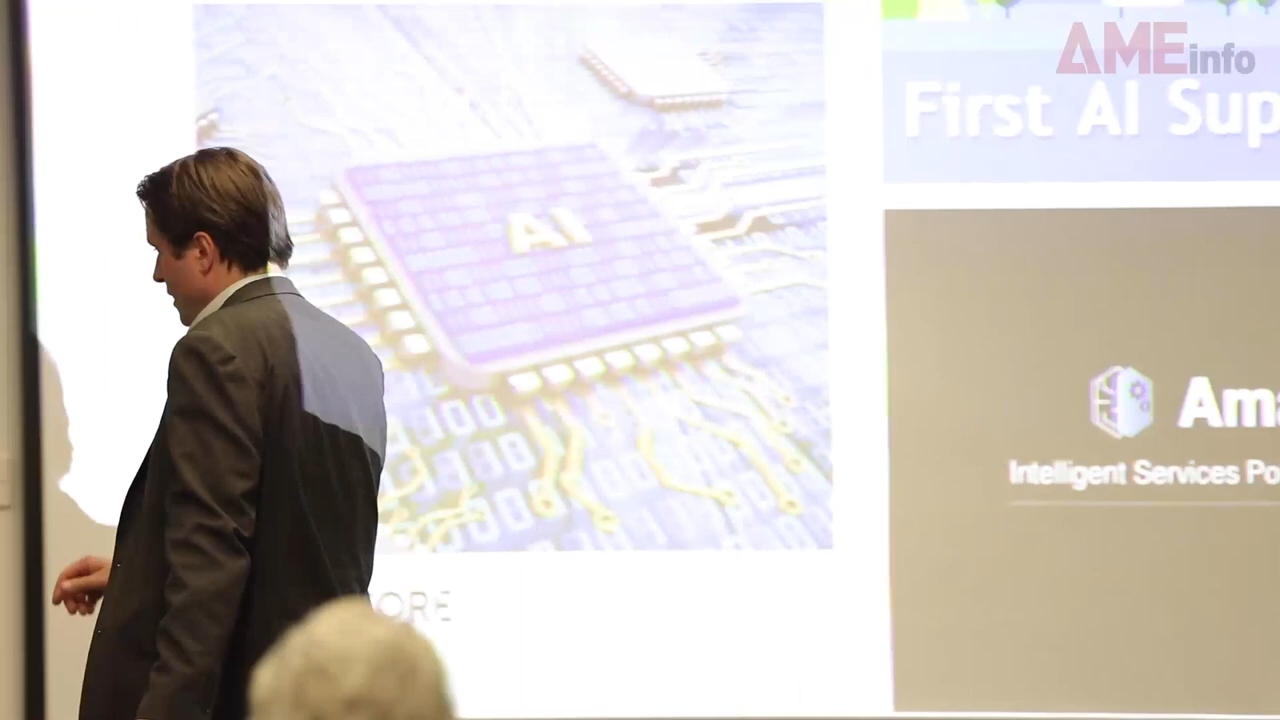 AMEinfo
First AI Sup
AI
Ama
Intelligent Services Po
ORE